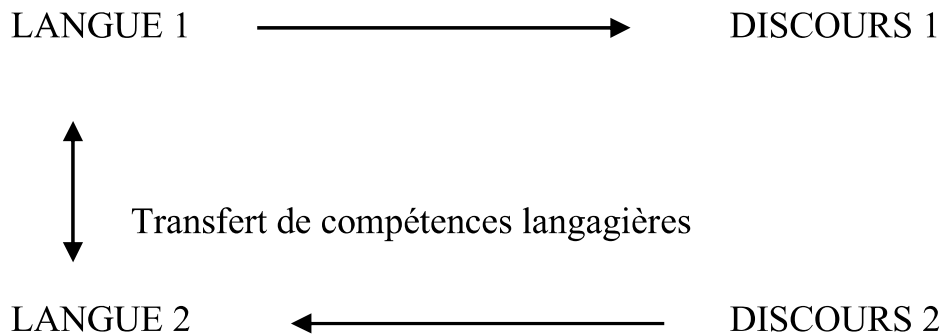 LANGUE 1 DISCOURS 1
Transfert de compétences langagières
LANGUE 2 DISCOURS 2